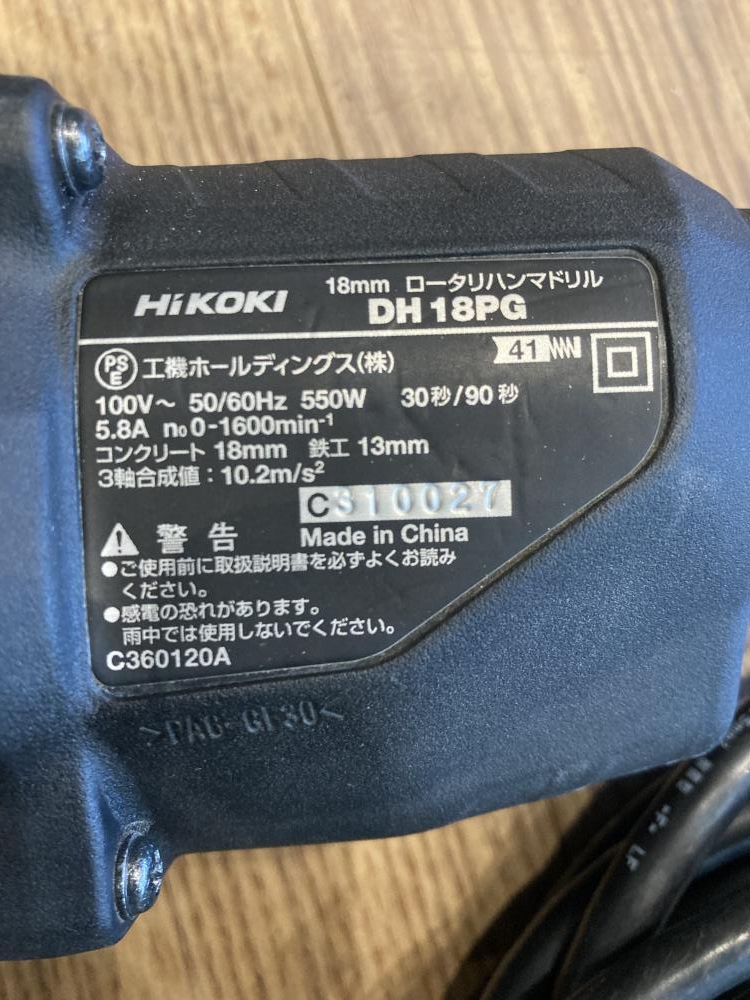 18mm ロータリハンマドリル
HiKOKI DH 18PG
PSE 工機ホールディングス(株) 41
100V～ 50/60Hz 550W 30秒/90秒
5.8A n₀ 0-1600min⁻¹
コンクリート 18mm 鉄工 13mm
3軸合成値：10.2m/s²
C310027
Made in China
⚠ 警告
●ご使用前に取扱説明書を必ずよくお読み
ください。
●感電の恐れがあります。
雨中では使用しないでください。
C360120A
>PA6-GF30<